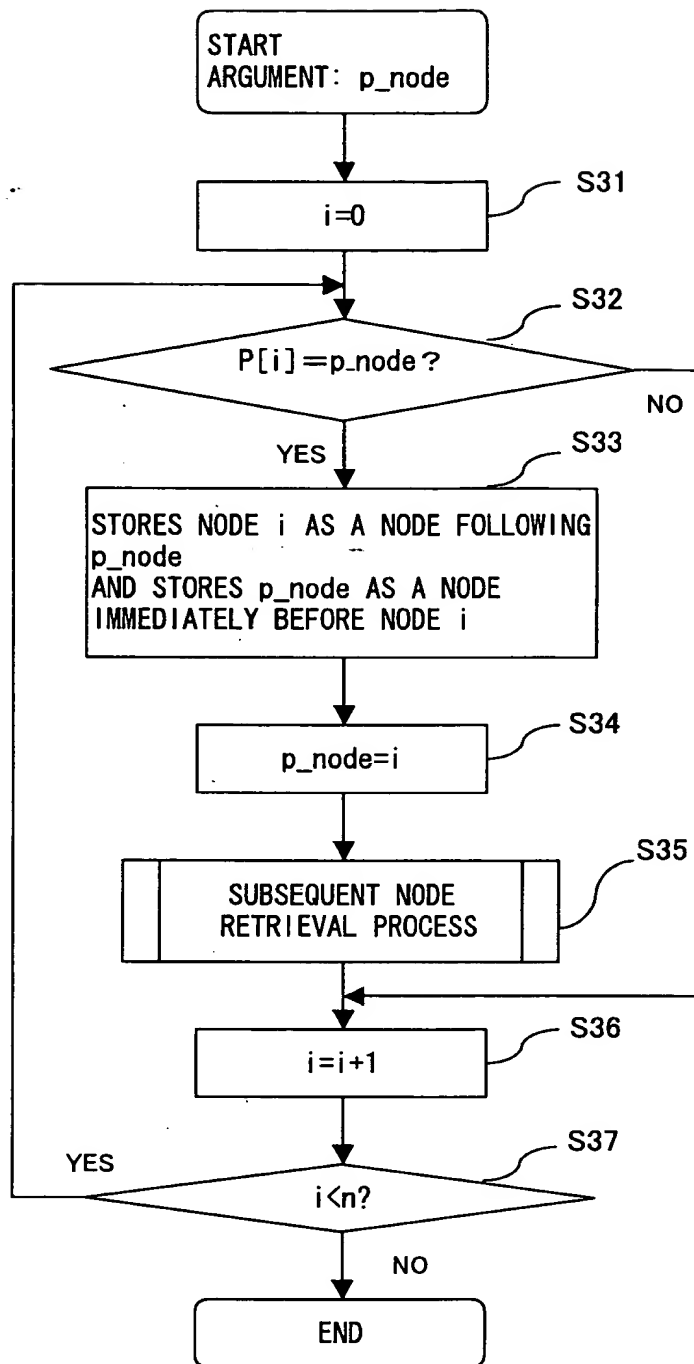 START
ARGUMENT: p_node
S31
i=0
S32
P[i]==p_node?
NO
YES
S33
STORES NODE i AS A NODE FOLLOWING
p_node
AND STORES p_node AS A NODE
IMMEDIATELY BEFORE NODE i
S34
p_node=i
S35
SUBSEQUENT NODE
RETRIEVAL PROCESS
S36
i=i+1
S37
YES
i<n?
NO
END